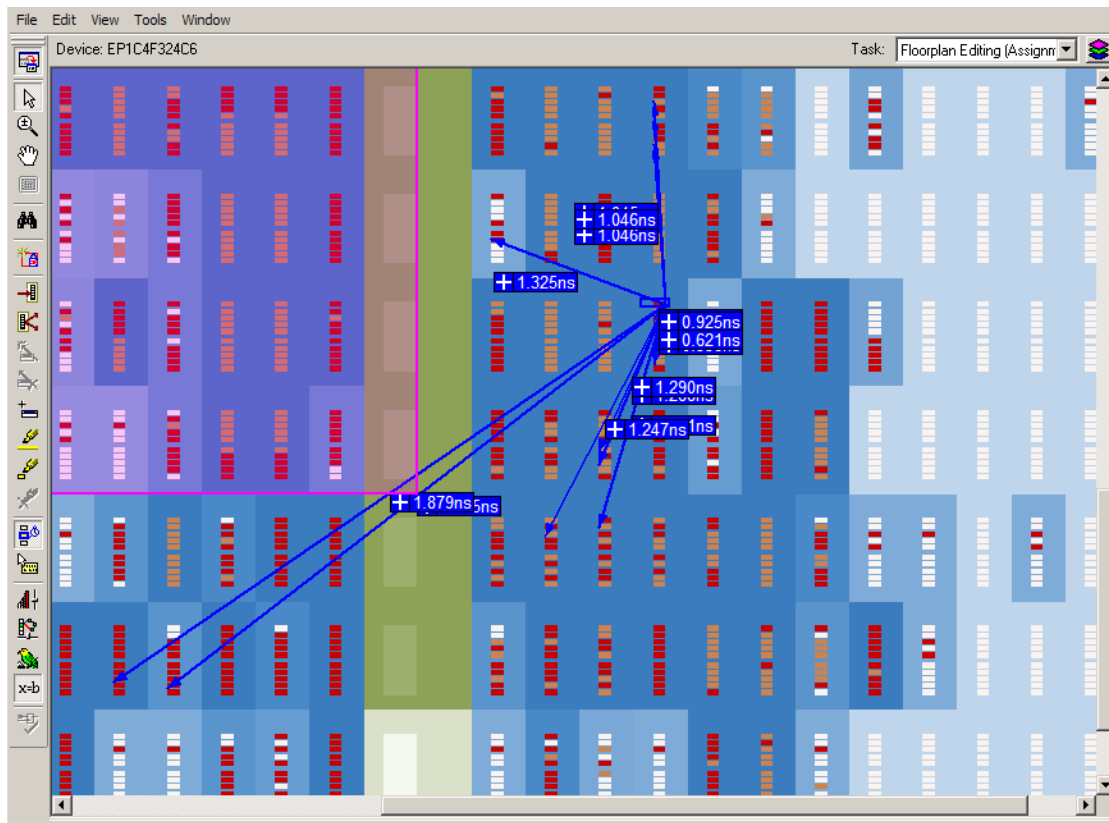 File Edit View Tools Window
Device: EP1C4F324C6
Task: Floorplan Editing (Assignm
1.046ns
1.046ns
1.325ns
0.925ns
0.621ns
1.290ns
1.247ns
1.879ns
x=b